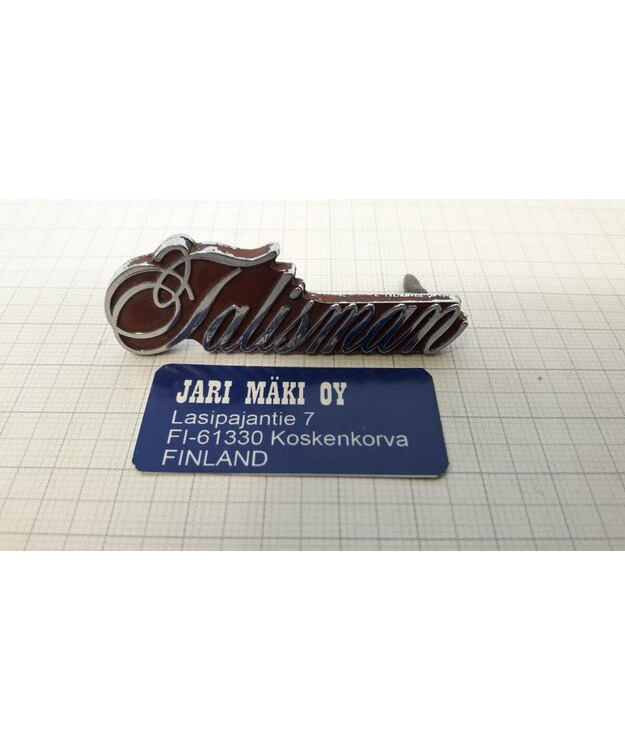 Talisman
JARI MÄKI OY
Lasipajantie 7
FI-61330 Koskenkorva
FINLAND